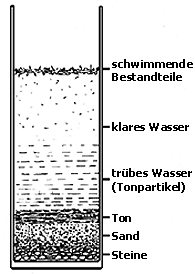 schwimmende
Bestandteile
klares Wasser
trübes Wasser
(Tonpartikel)
Ton
Sand
Steine